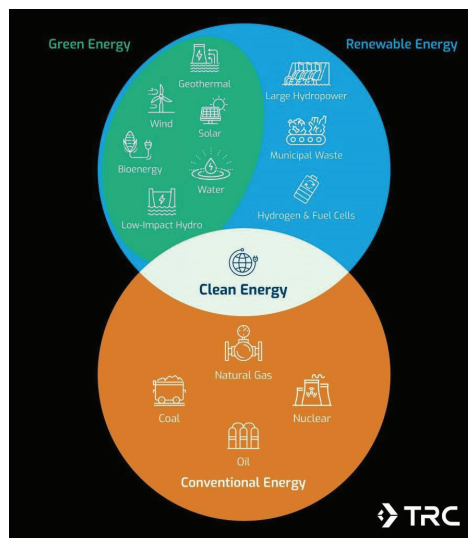 Green Energy
Renewable Energy
Geothermal
Large Hydropower
Wind
Solar
Municipal Waste
Bioenergy
Water
Hydrogen & Fuel Cells
Low-Impact Hydro
Clean Energy
Natural Gas
Coal
Nuclear
Oil
Conventional Energy
TRC